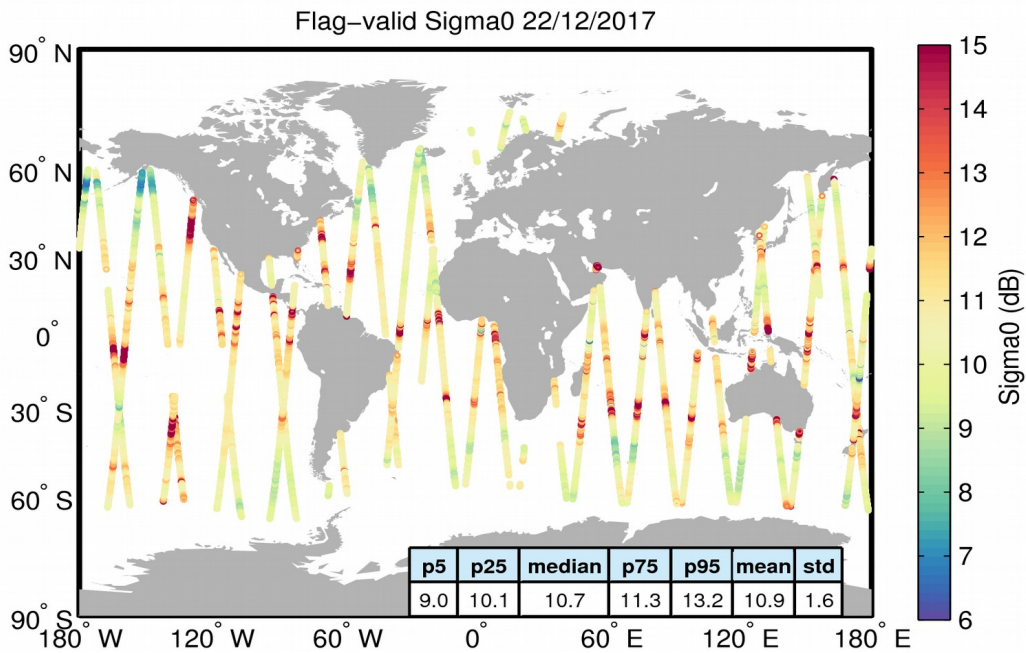 Flag−valid Sigma0 22/12/2017
90° N
60° N
30° N
0°
30° S
60° S
90° S
180° W
120° W
60° W
0°
60° E
120° E
180° E
p5 p25 median p75 p95 mean std
9.0 10.1 10.7 11.3 13.2 10.9 1.6
15
14
13
12
11
10
9
8
7
6
Sigma0 (dB)